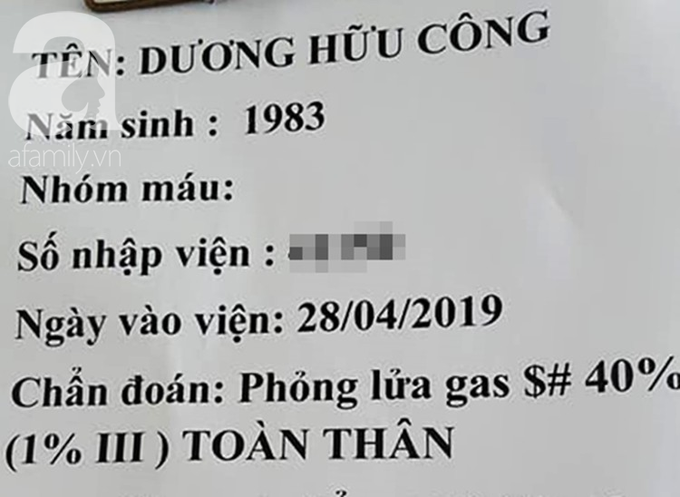 TÊN: DƯƠNG HỮU CÔNG
Năm sinh : 1983
afamily.vn
Nhóm máu:
Số nhập viện :
Ngày vào viện: 28/04/2019
Chẩn đoán: Phỏng lửa gas $# 40%
(1% III ) TOÀN THÂN